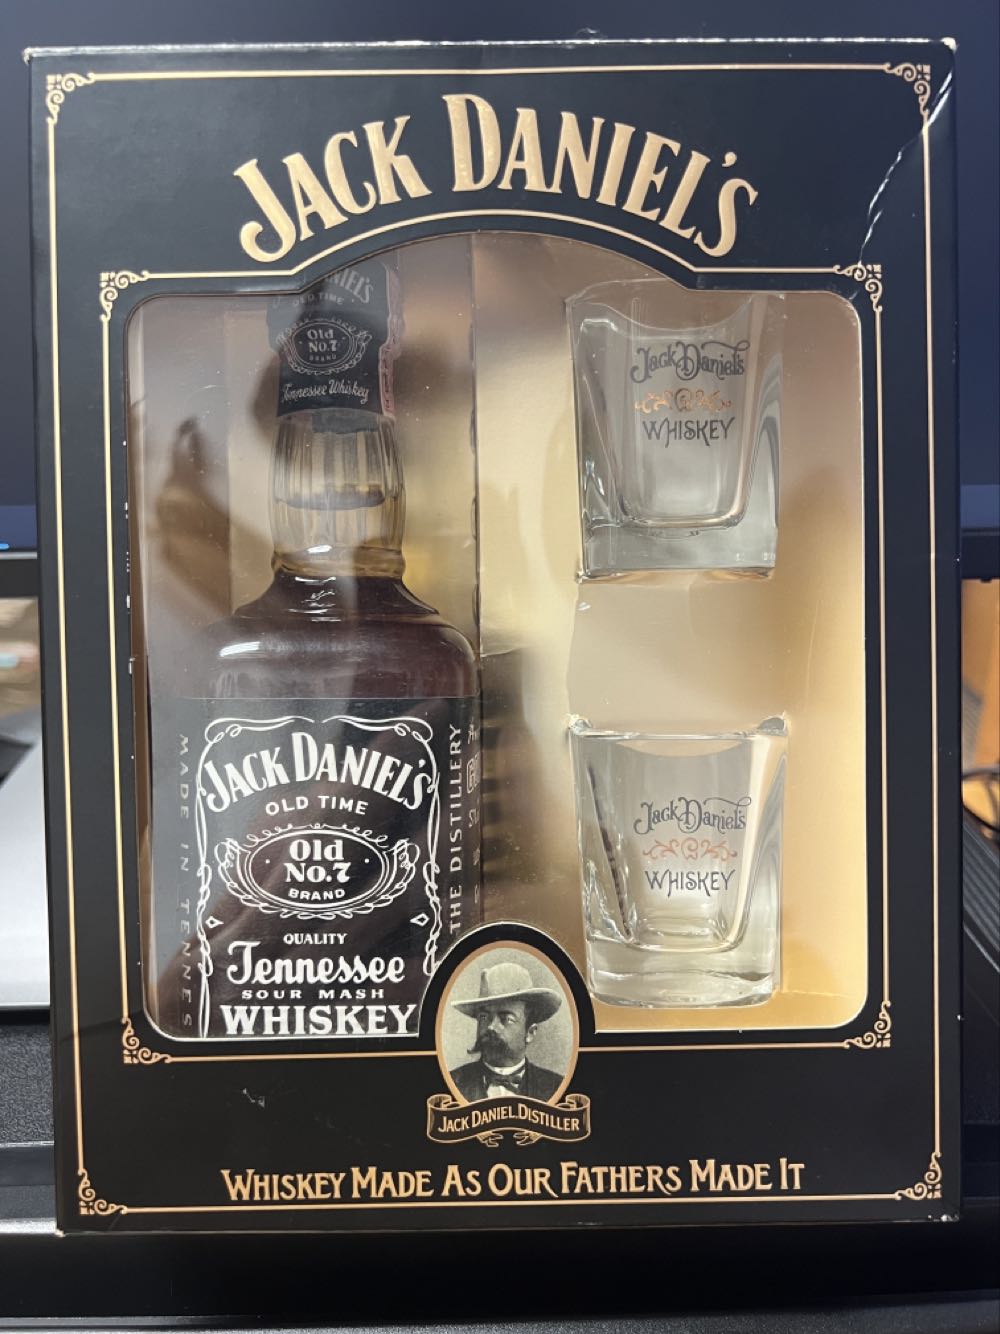 JACK DANIEL'S
OLD TIME
Old
No.7
BRAND
Tennessee Whiskey
Jack Daniel's
WHISKEY
JACK DANIEL'S
OLD TIME
Old
No.7
BRAND
QUALITY
Tennessee
SOUR MASH
WHISKEY
MADE IN TENNES
THE DISTILLERY
Jack Daniel's
WHISKEY
JACK DANIEL. DISTILLER
WHISKEY MADE AS OUR FATHERS MADE IT